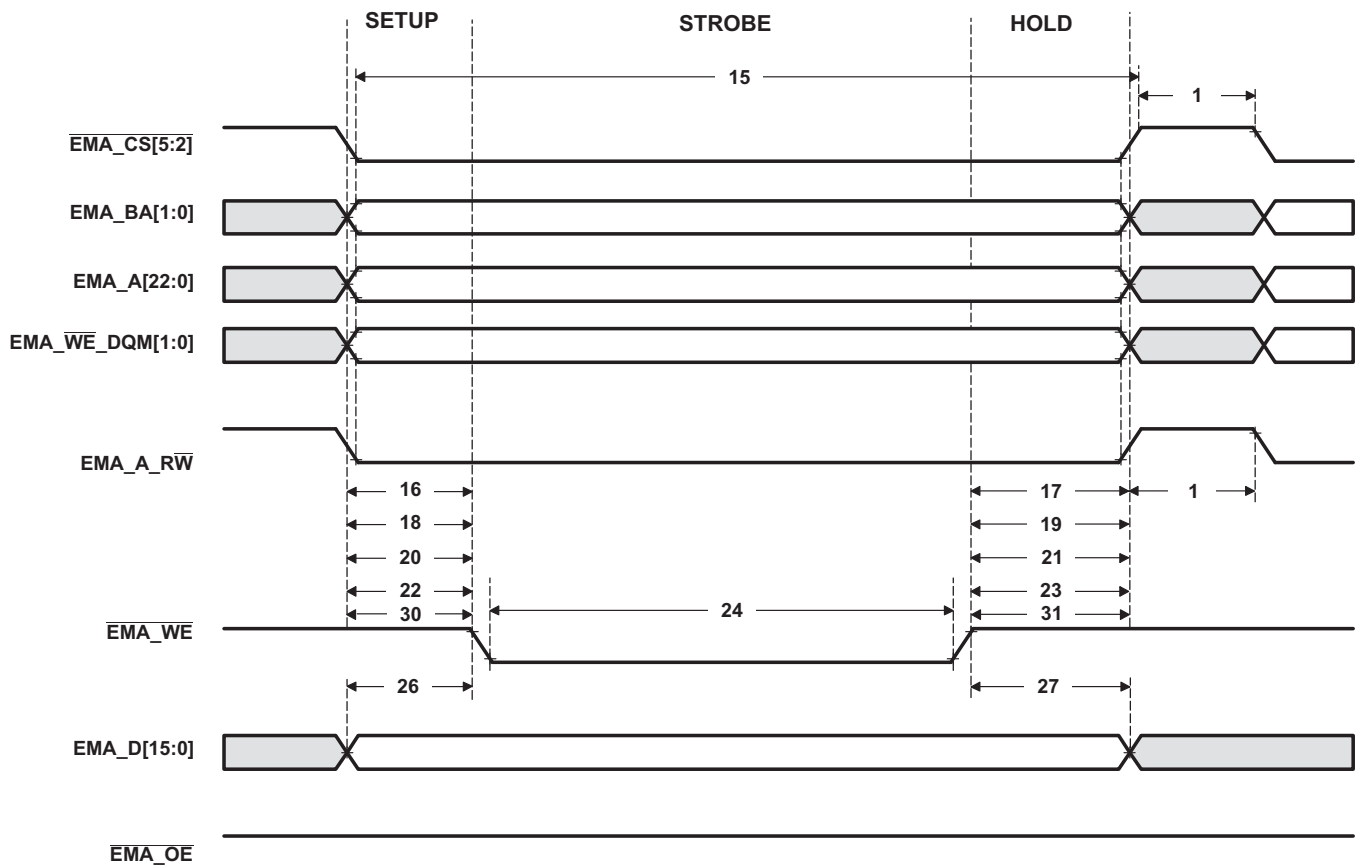 SETUP STROBE HOLD
15
1
EMA_CS[5:2]
EMA_BA[1:0]
EMA_A[22:0]
EMA_WE_DQM[1:0]
EMA_A_RW
16 17 1
18 19
20 21
22 23
24
30 31
EMA_WE
26 27
EMA_D[15:0]
EMA_OE